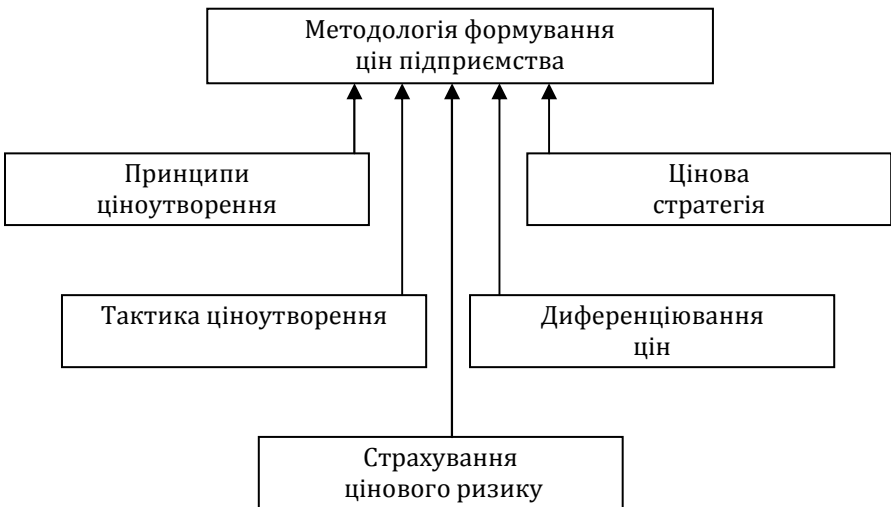 Методологія формування
цін підприємства
Принципи
ціноутворення
Цінова
стратегія
Тактика ціноутворення
Диференціювання
цін
Страхування
цінового ризику